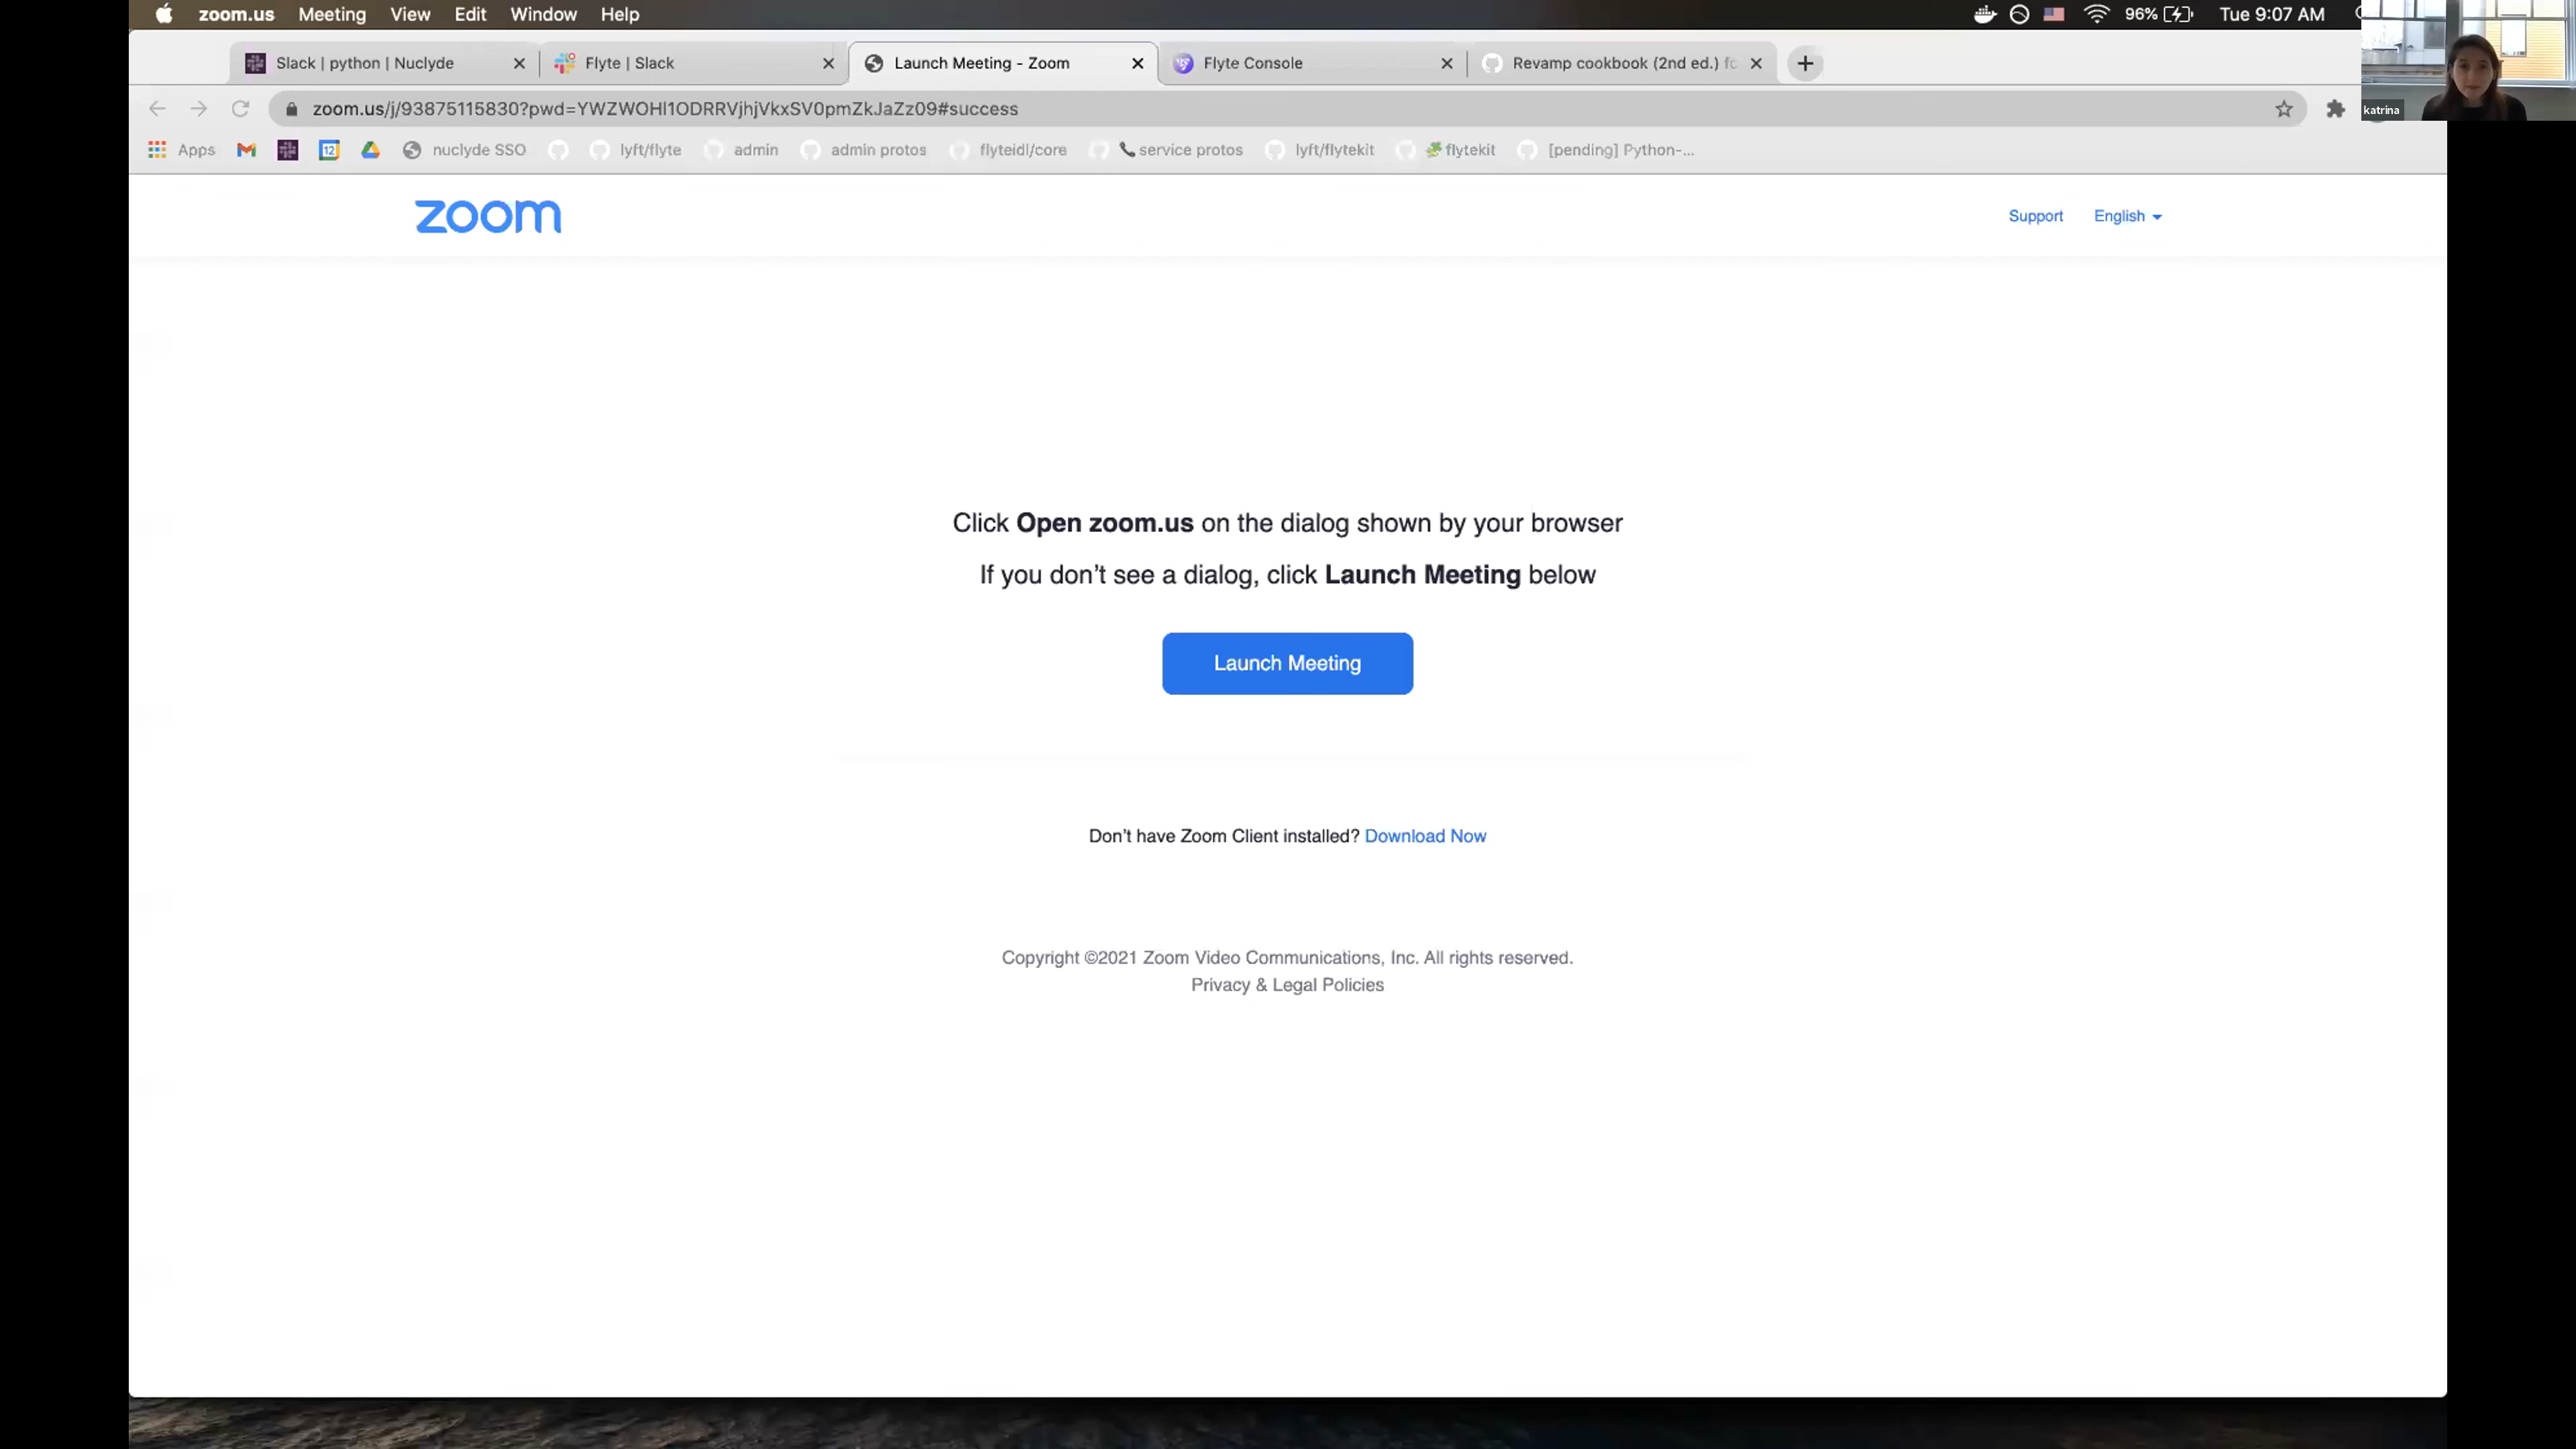 zoom.us Meeting View Edit Window Help 96% Tue 9:07 AM
Slack | python | Nuclyde Flyte | Slack Launch Meeting - Zoom Flyte Console Revamp cookbook (2nd ed.) fo
zoom.us/j/93875115830?pwd=YWZWOHl1ODRRVjhjVkxSV0pmZkJaZz09#success
katrina
Apps 12 nuclyde SSO lyft/flyte admin admin protos flyteidl/core service protos lyft/flytekit flytekit [pending] Python-...
zoom
Support English
Click Open zoom.us on the dialog shown by your browser
If you don’t see a dialog, click Launch Meeting below
Launch Meeting
Don’t have Zoom Client installed? Download Now
Copyright ©2021 Zoom Video Communications, Inc. All rights reserved.
Privacy & Legal Policies